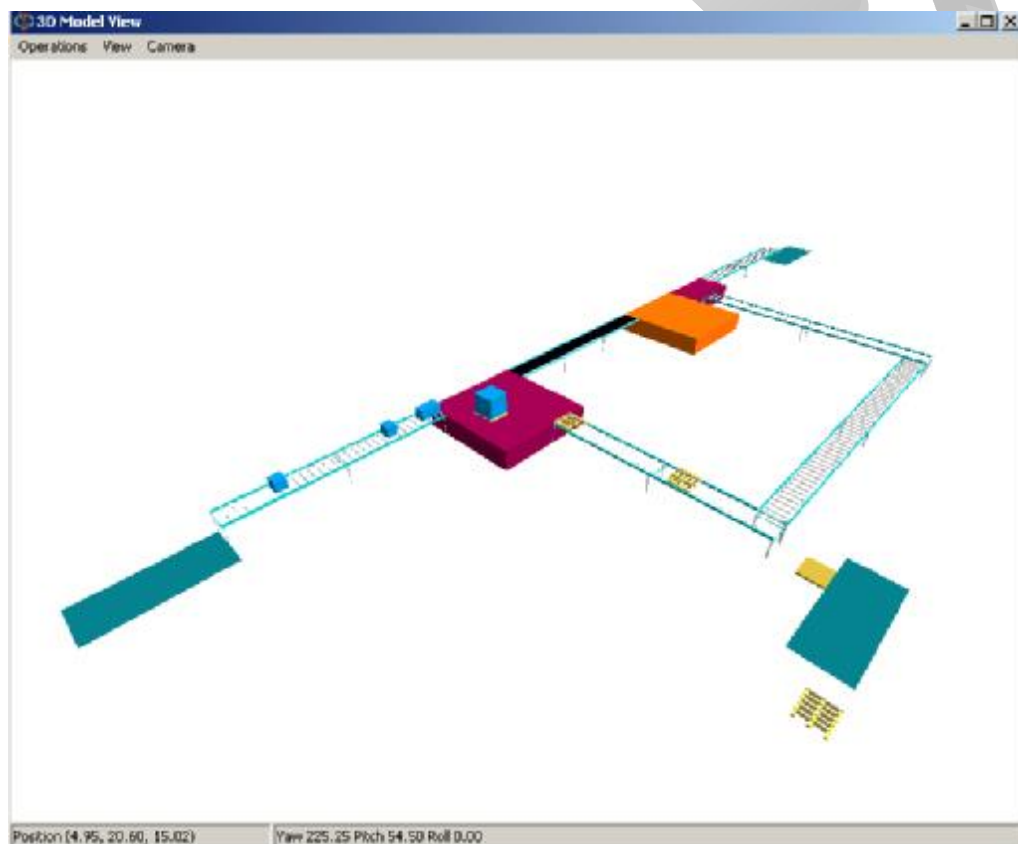 3D Model View
Operations View Camera
Position (4.95, 20.60, 15.02) Yaw 225.25 Pitch 54.50 Roll 0.00